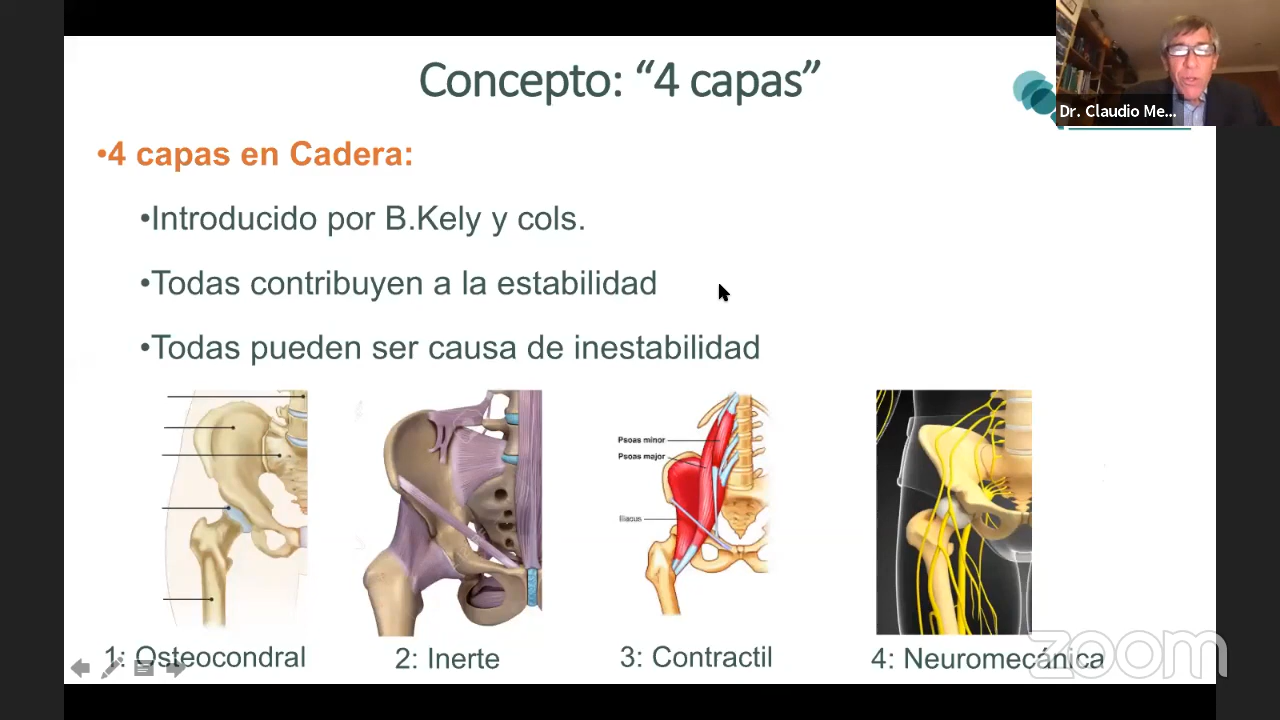 Concepto: “4 capas”
Dr. Claudio Me...
•4 capas en Cadera:
•Introducido por B.Kely y cols.
•Todas contribuyen a la estabilidad
•Todas pueden ser causa de inestabilidad
Psoas minor
Psoas major
Iliacus
1: Osteocondral
2: Inerte
3: Contractil
4: Neuromecánica
zoom